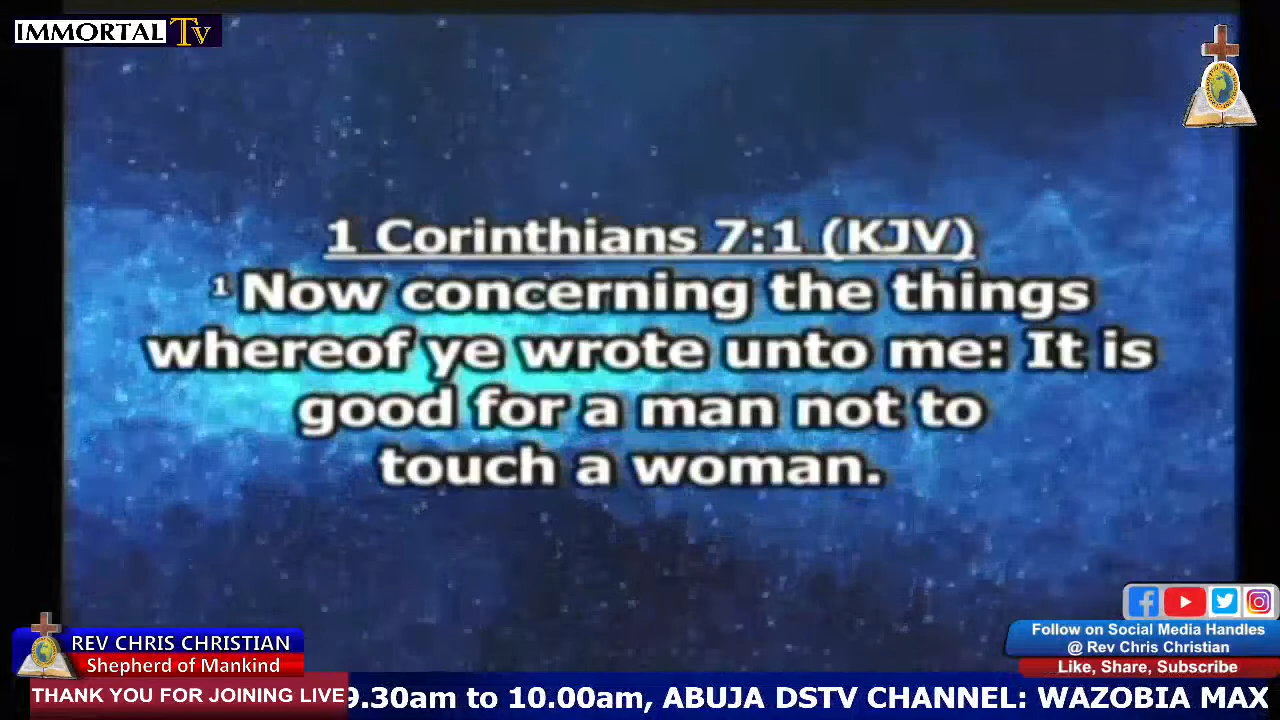 IMMORTAL Tv
1 Corinthians 7:1 (KJV)
1 Now concerning the things
whereof ye wrote unto me: It is
good for a man not to
touch a woman.
REV CHRIS CHRISTIAN
Shepherd of Mankind
Follow on Social Media Handles
@ Rev Chris Christian
Like, Share, Subscribe
THANK YOU FOR JOINING LIVE
9.30am to 10.00am, ABUJA DSTV CHANNEL: WAZOBIA MAX